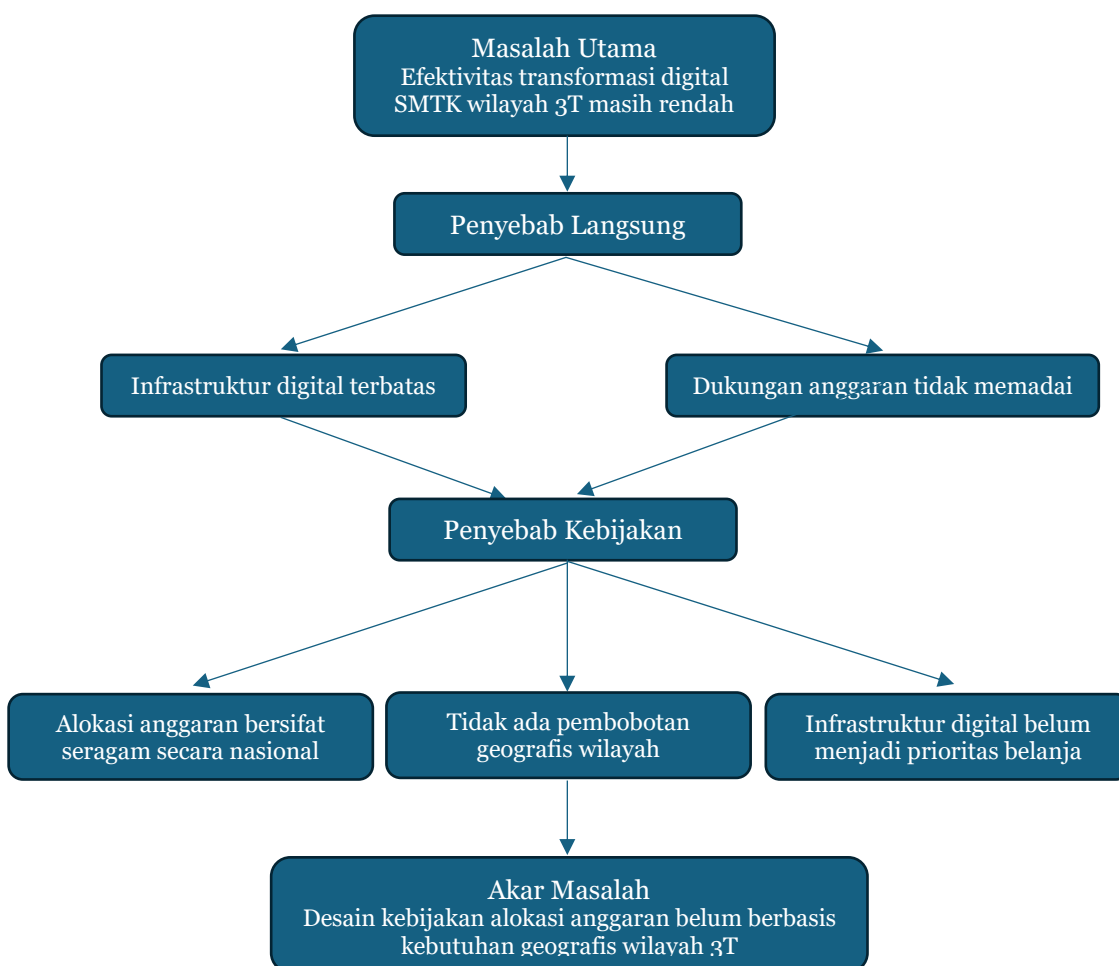 Masalah Utama
Efektivitas transformasi digital
SMTK wilayah 3T masih rendah
Penyebab Langsung
Infrastruktur digital terbatas
Dukungan anggaran tidak memadai
Penyebab Kebijakan
Alokasi anggaran bersifat
seragam secara nasional
Tidak ada pembobotan
geografis wilayah
Infrastruktur digital belum
menjadi prioritas belanja
Akar Masalah
Desain kebijakan alokasi anggaran belum berbasis
kebutuhan geografis wilayah 3T